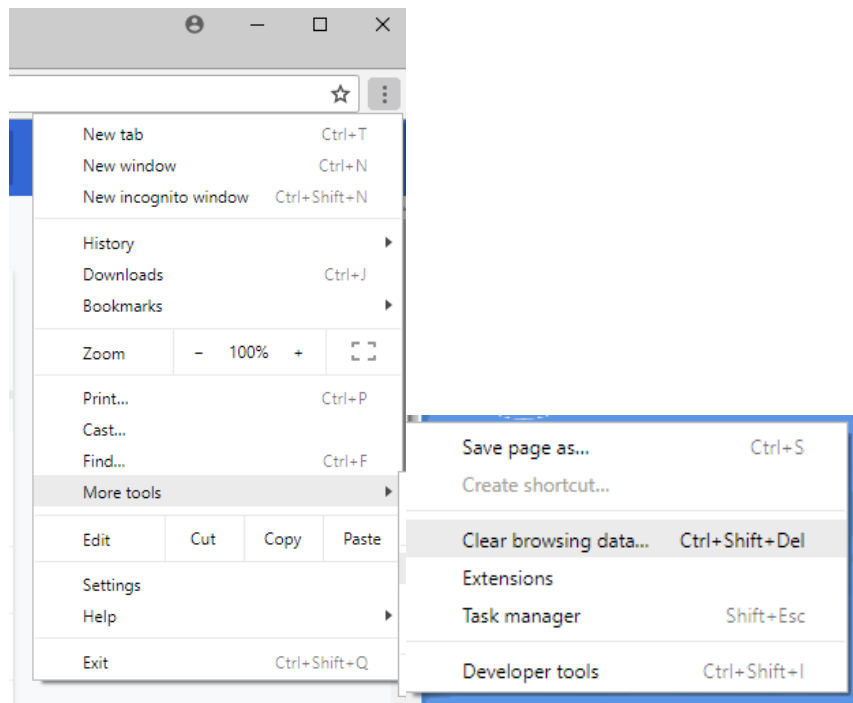 New tab Ctrl+T
New window Ctrl+N
New incognito window Ctrl+Shift+N
History
Downloads Ctrl+J
Bookmarks
Zoom - 100% +
Print... Ctrl+P
Cast...
Find... Ctrl+F
More tools
Edit Cut Copy Paste
Settings
Help
Exit Ctrl+Shift+Q
Save page as... Ctrl+S
Create shortcut...
Clear browsing data... Ctrl+Shift+Del
Extensions
Task manager Shift+Esc
Developer tools Ctrl+Shift+I